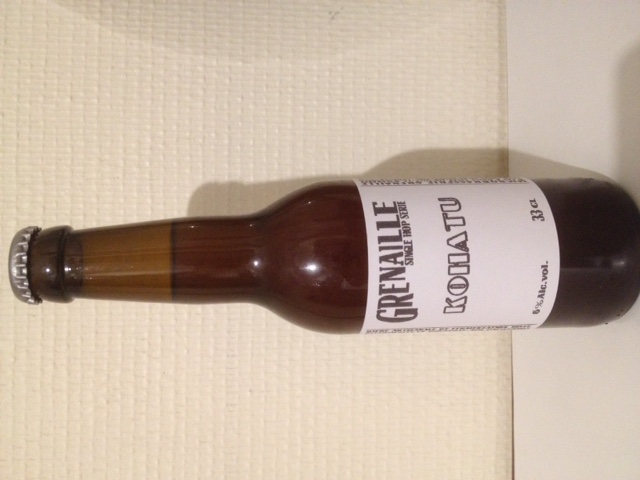 GRENAILLE
SINGLE HOP SERIE
KOHATU
6% Alc. vol.
33 cl